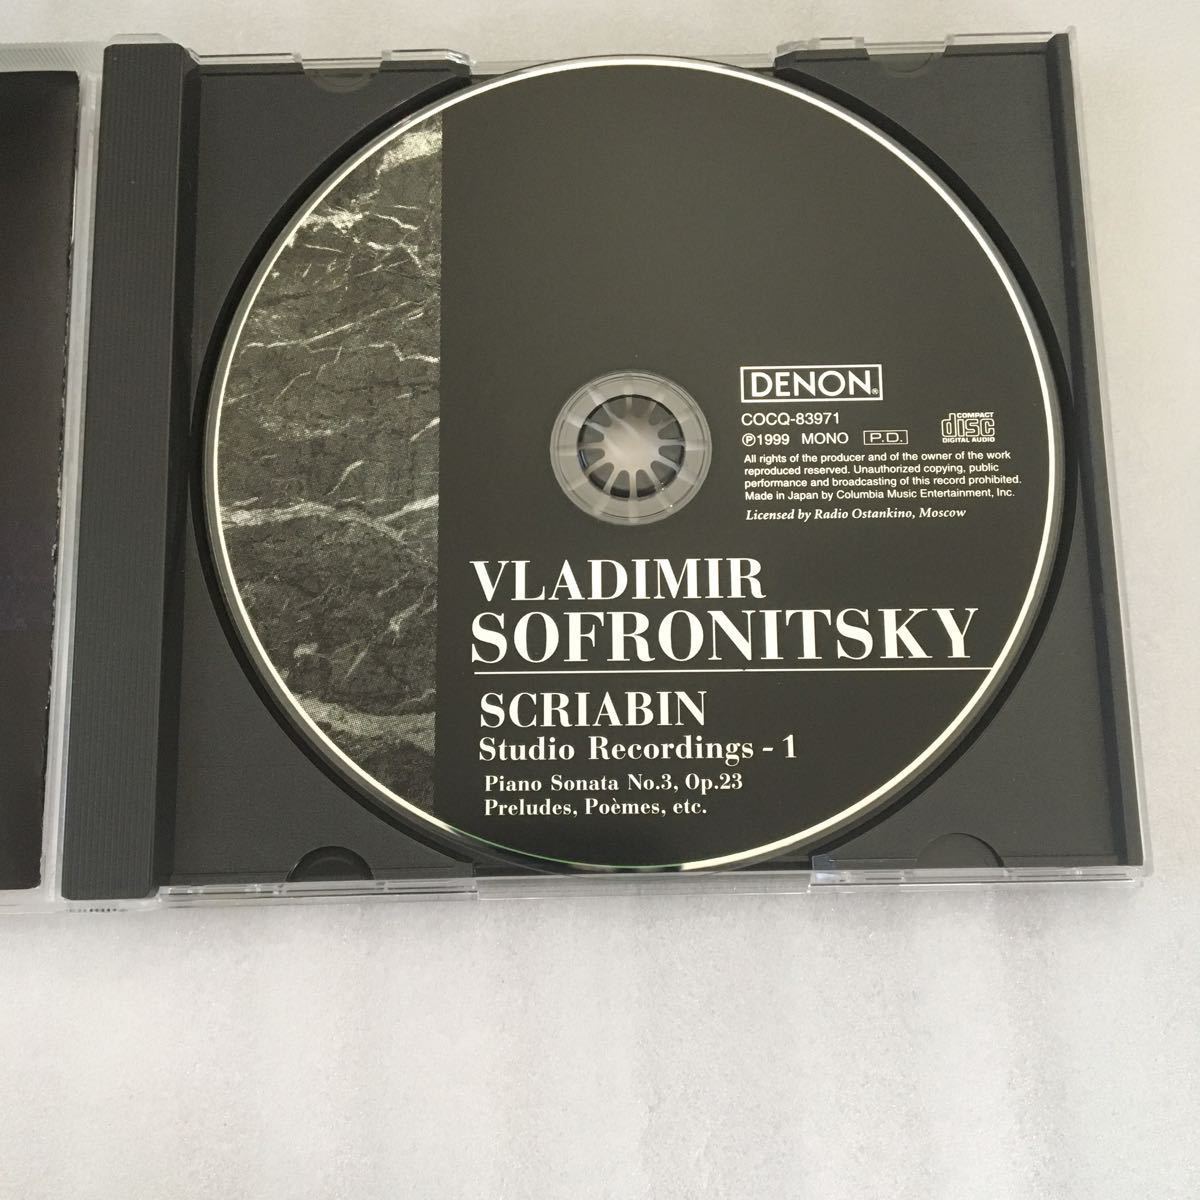 DENON®
COCQ-83971
Ⓟ1999 MONO P.D.
COMPACT
disc
DIGITAL AUDIO
All rights of the producer and of the owner of the work
reproduced reserved. Unauthorized copying, public
performance and broadcasting of this record prohibited.
Made in Japan by Columbia Music Entertainment, Inc.
Licensed by Radio Ostankino, Moscow
VLADIMIR
SOFRONITSKY
SCRIABIN
Studio Recordings - 1
Piano Sonata No.3, Op.23
Preludes, Poèmes, etc.